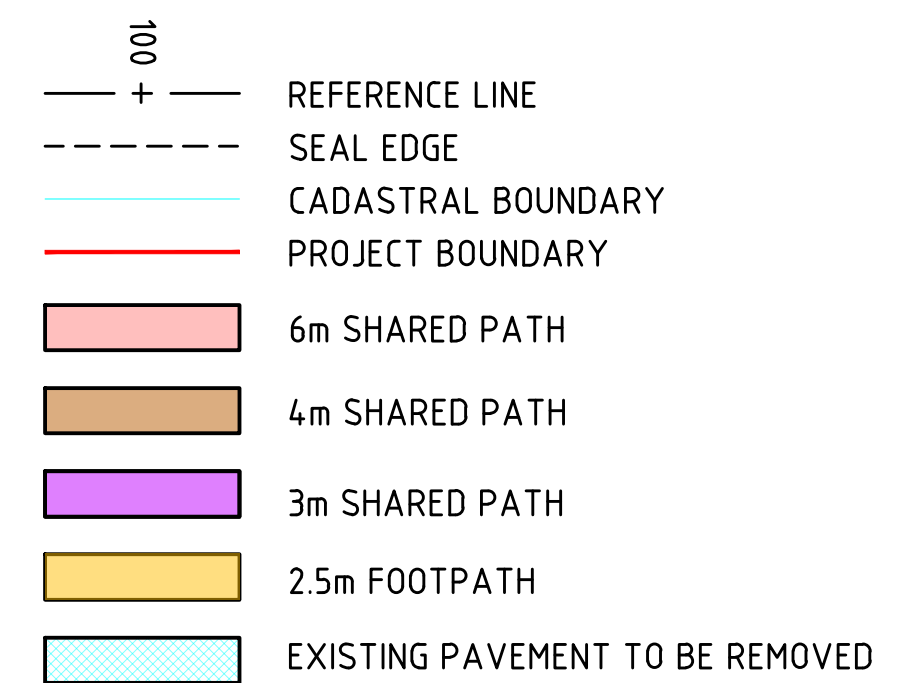 100
REFERENCE LINE
SEAL EDGE
CADASTRAL BOUNDARY
PROJECT BOUNDARY
6m SHARED PATH
4m SHARED PATH
3m SHARED PATH
2.5m FOOTPATH
EXISTING PAVEMENT TO BE REMOVED